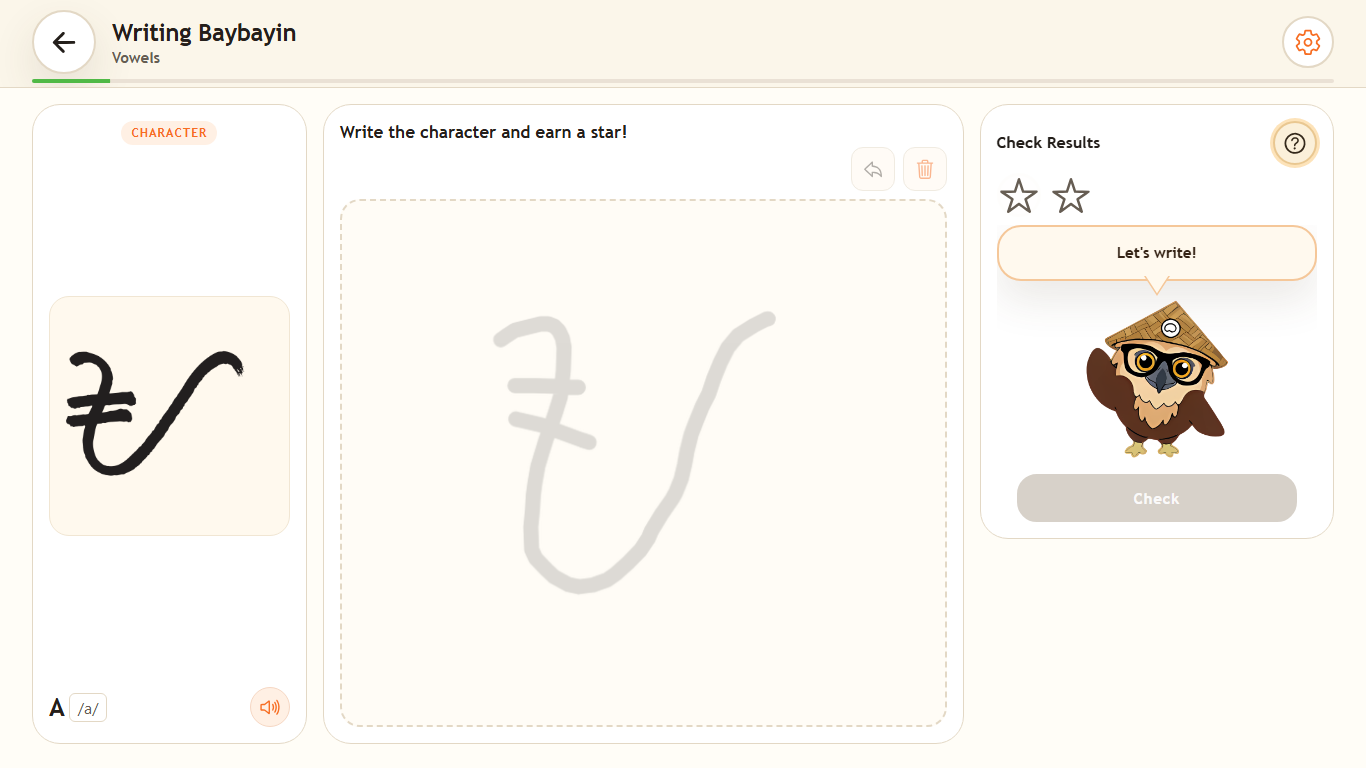 Writing Baybayin
Vowels
CHARACTER
ᜀ
A /a/
Write the character and earn a star!
ᜀ
Check Results
Let's write!
Check